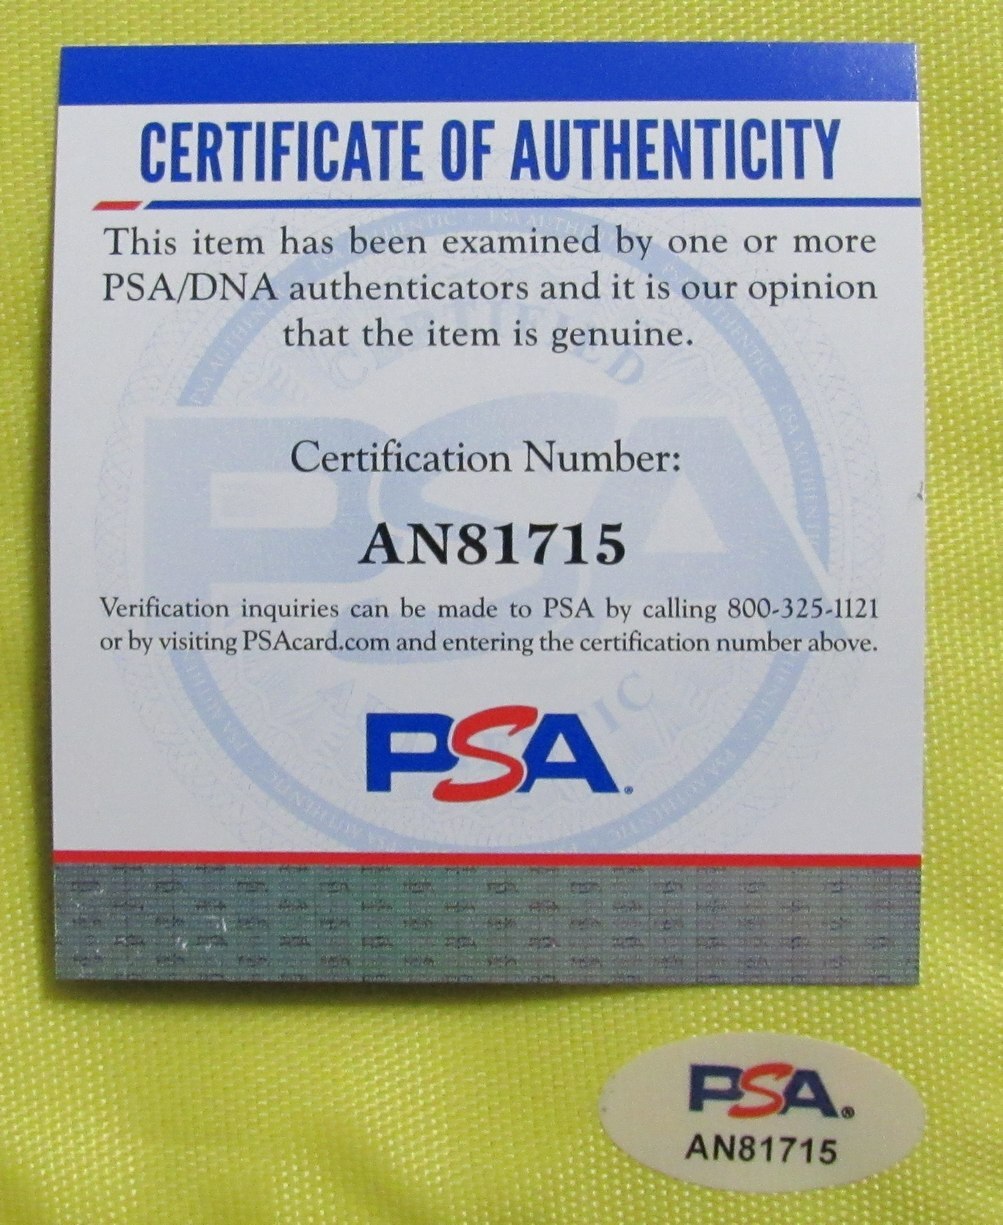 CERTIFICATE OF AUTHENTICITY
This item has been examined by one or more
PSA/DNA authenticators and it is our opinion
that the item is genuine.
Certification Number:
AN81715
Verification inquiries can be made to PSA by calling 800-325-1121
or by visiting PSAcard.com and entering the certification number above.
PSA®
PSA®
AN81715